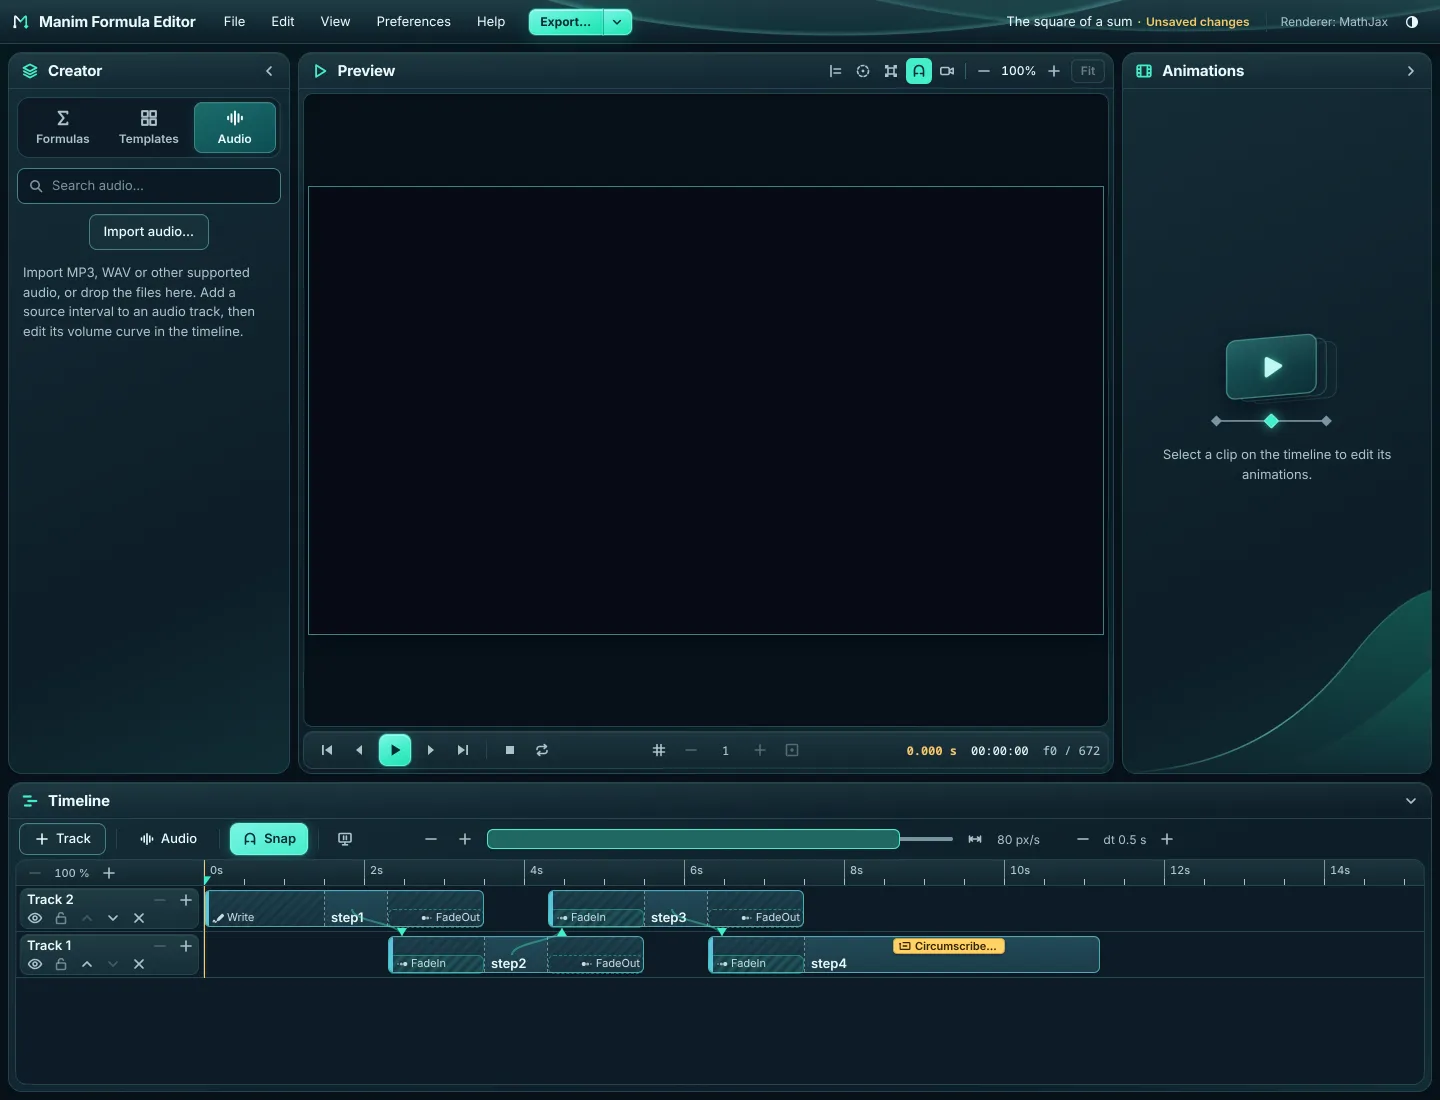 Manim Formula Editor File Edit View Preferences Help Export... The square of a sum · Unsaved changes Renderer: MathJax
Creator
Formulas Templates Audio
Search audio...
Import audio...
Import MP3, WAV or other supported
audio, or drop the files here. Add a
source interval to an audio track, then
edit its volume curve in the timeline.
Preview 100% Fit
1 0.000 s 00:00:00 f0 / 672
Animations
Select a clip on the timeline to edit its
animations.
Timeline
Track Audio Snap 80 px/s dt 0.5 s
100 % 0s 2s 4s 6s 8s 10s 12s 14s
Track 2
Write step1 FadeOut FadeIn step3 FadeOut
Track 1
Circumscribe...
FadeIn step2 FadeOut FadeIn step4